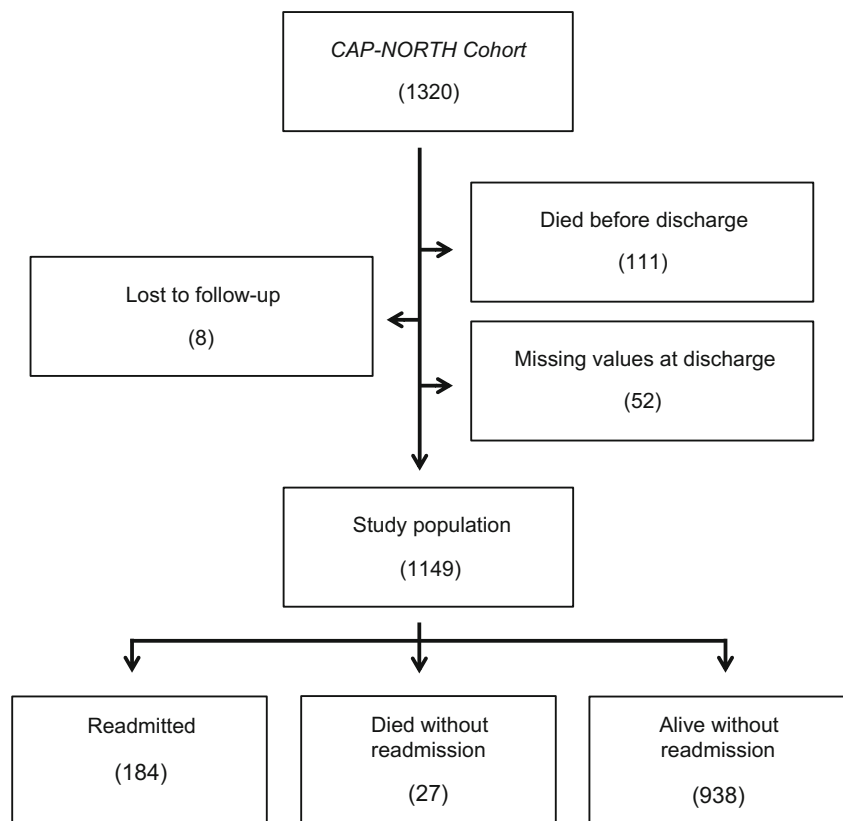 CAP-NORTH Cohort
(1320)
Died before discharge
(111)
Lost to follow-up
(8)
Missing values at discharge
(52)
Study population
(1149)
Readmitted
(184)
Died without
readmission
(27)
Alive without
readmission
(938)